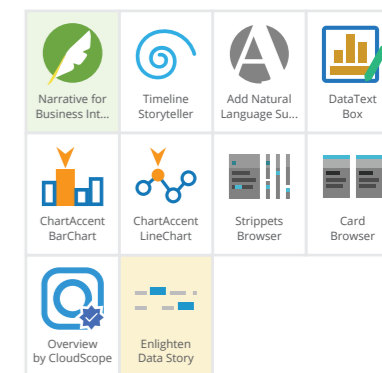 Narrative for
Business Int...
Timeline
Storyteller
Add Natural
Language Su...
DataText
Box
ChartAccent
BarChart
ChartAccent
LineChart
Strippets
Browser
Card
Browser
Overview
by CloudScope
Enlighten
Data Story